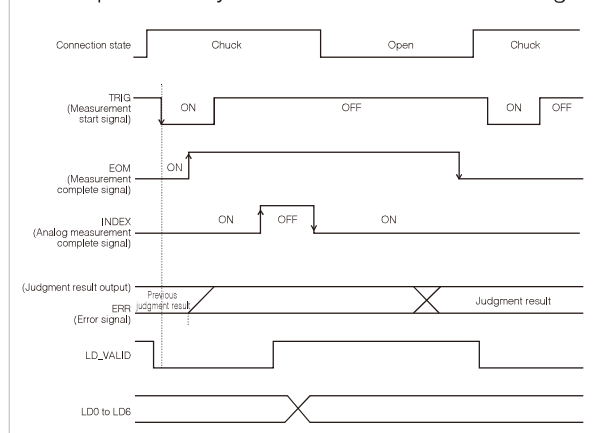 Connection state
Chuck
Open
Chuck
TRIG
(Measurement
start signal)
ON
OFF
ON
OFF
EOM
(Measurement
complete signal)
ON
INDEX
(Analog measurement
complete signal)
ON
OFF
ON
(Judgment result output)
ERR
(Error signal)
Previous
judgment result
Judgment result
LD_VALID
LD0 to LD6